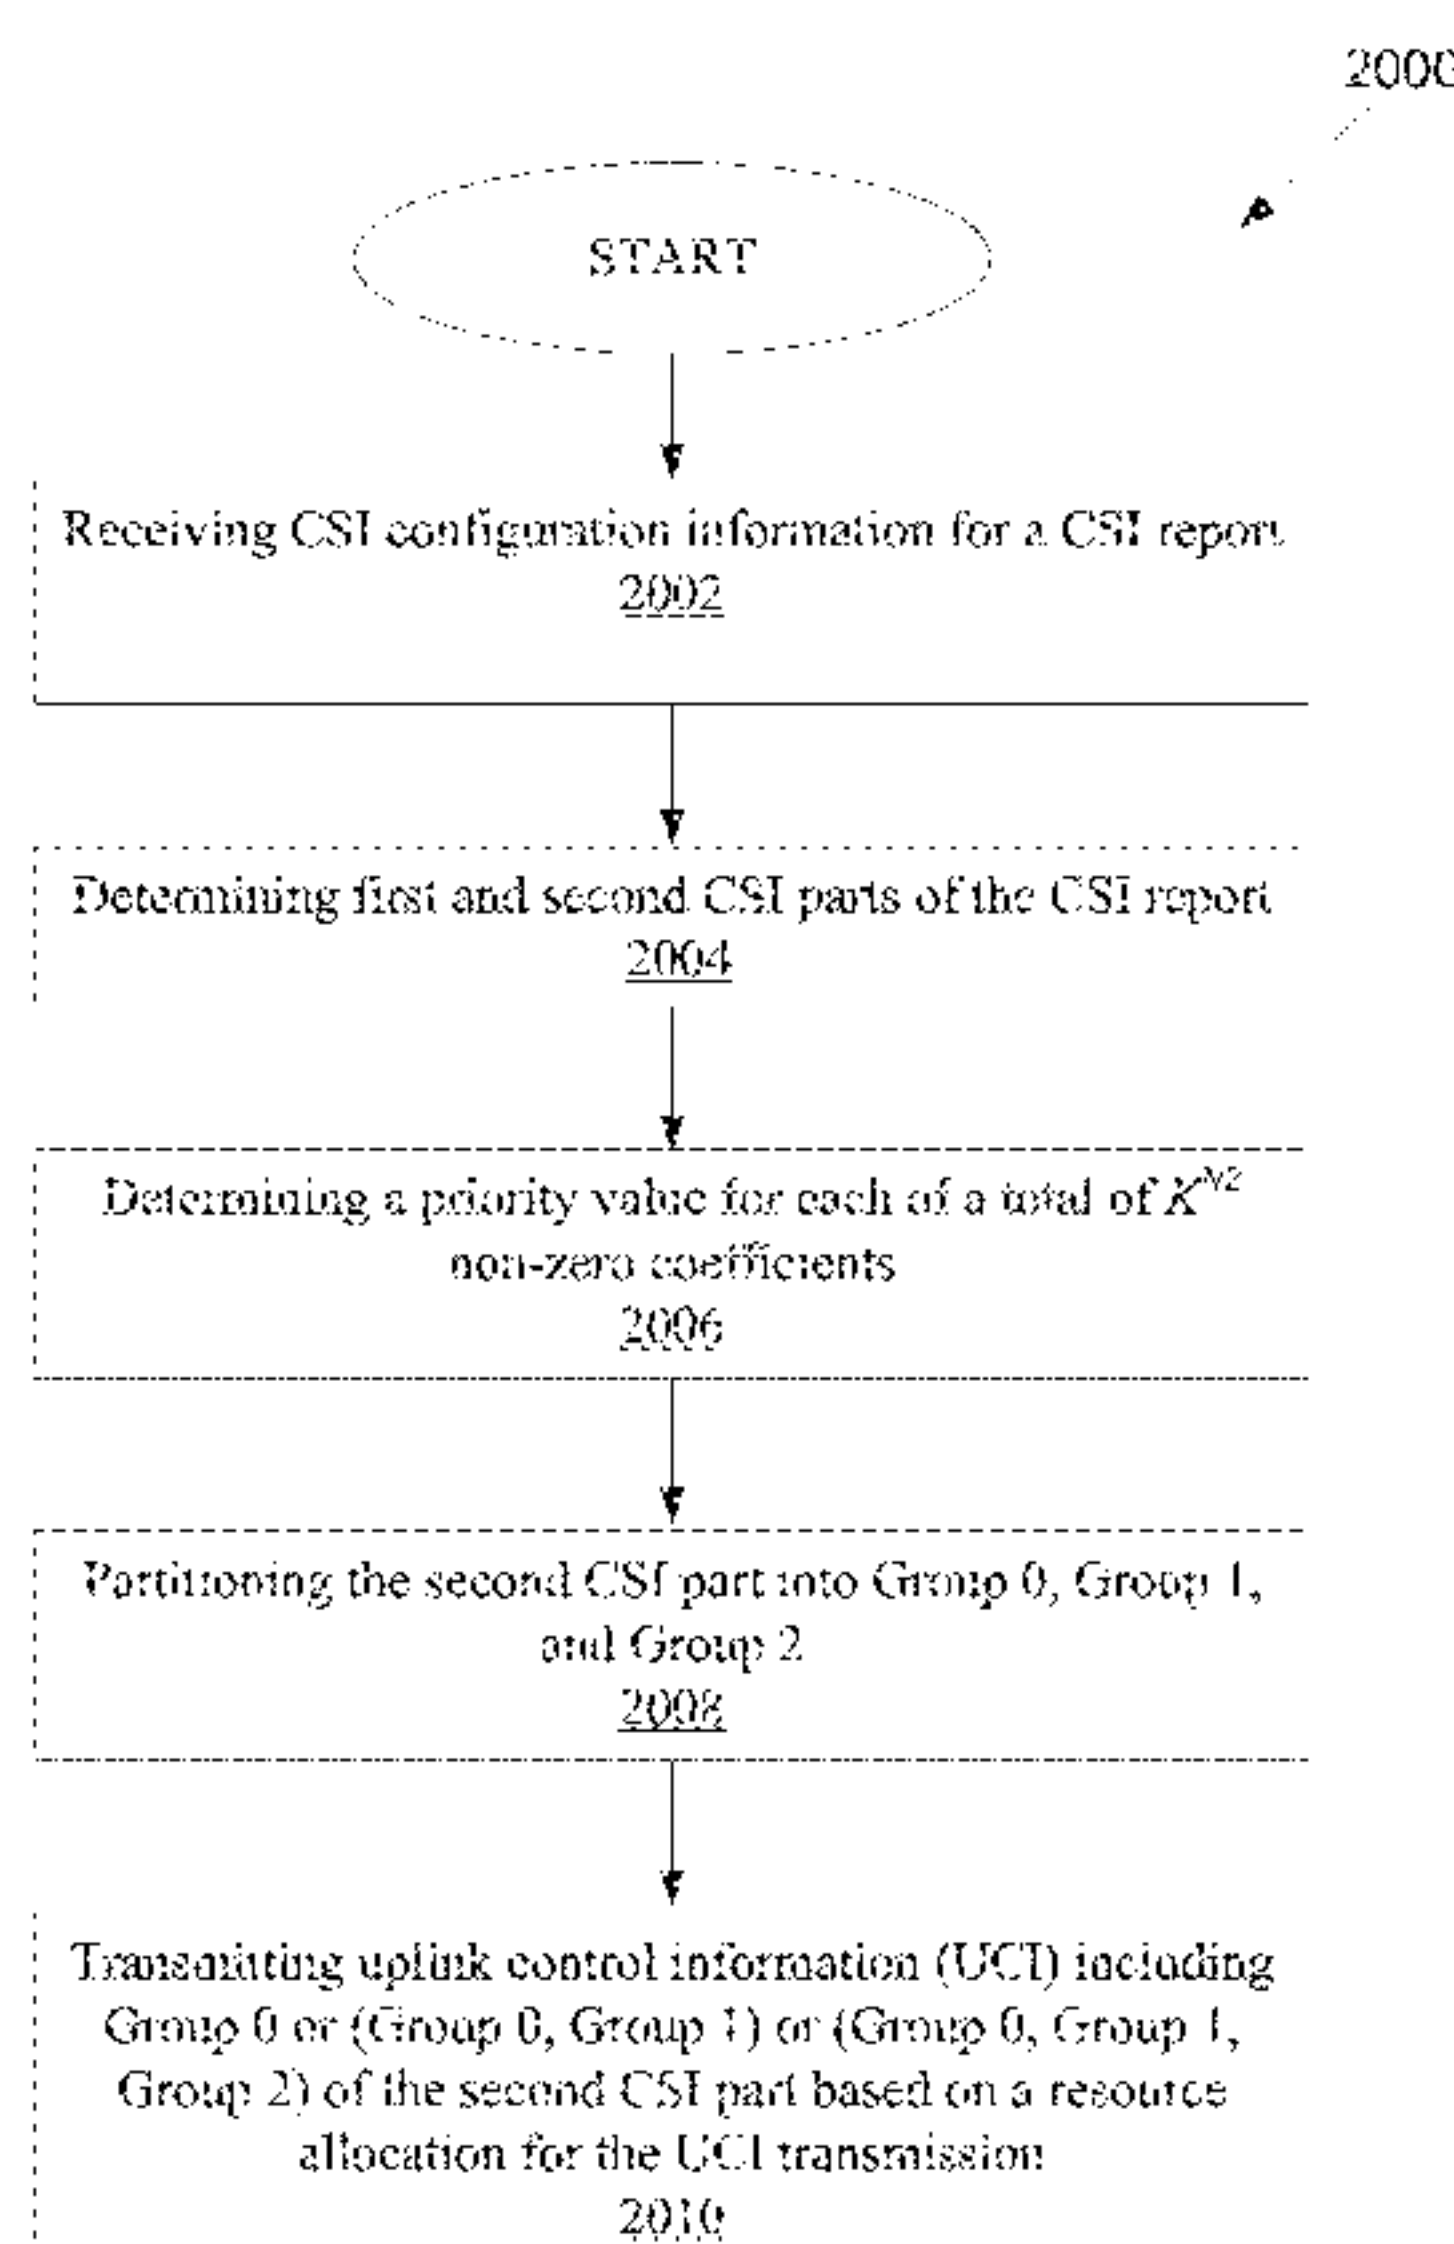 2000
START
Receiving CSI configuration information for a CSI report
2002
Determining first and second CSI parts of the CSI report
2004
Determining a priority value for each of a total of K^NZ
non-zero coefficients
2006
Partitioning the second CSI part into Group 0, Group 1,
and Group 2
2008
Transmitting uplink control information (UCI) including
Group 0 or (Group 0, Group 1) or (Group 0, Group 1,
Group 2) of the second CSI part based on a resource
allocation for the UCI transmission
2010